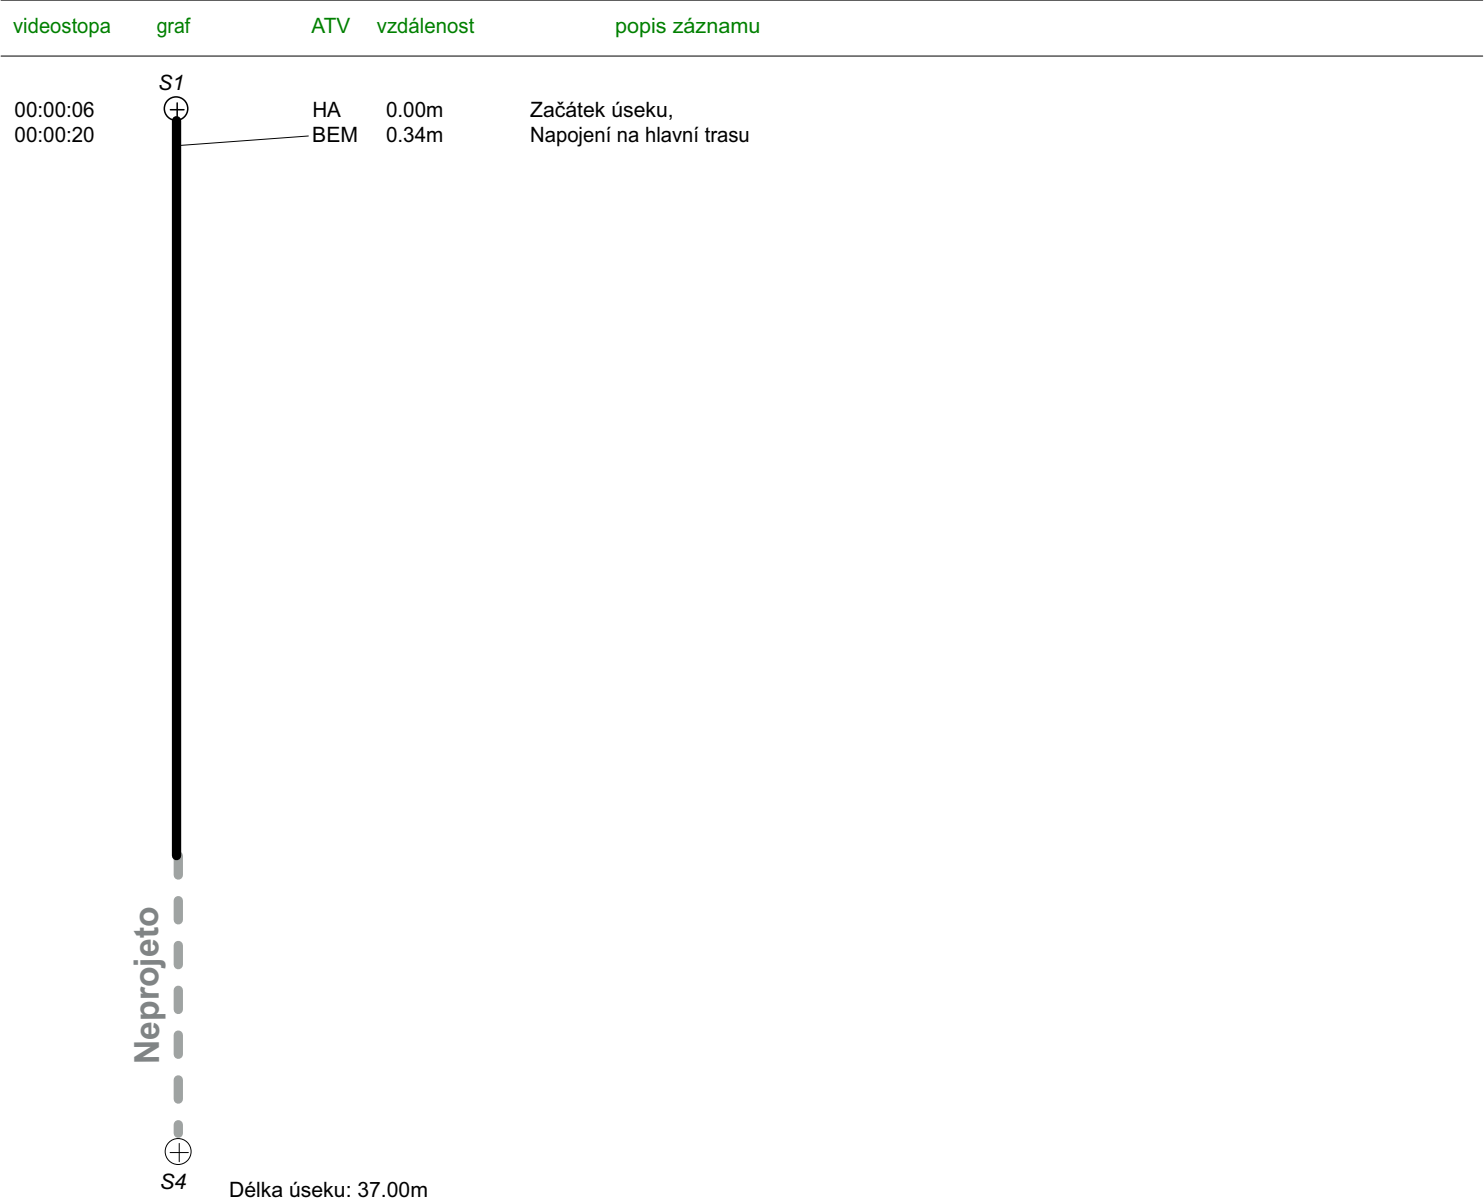 videostopa graf ATV vzdálenost popis záznamu
S1
00:00:06 HA 0.00m Začátek úseku,
00:00:20 BEM 0.34m Napojení na hlavní trasu
Neprojeto
S4
Délka úseku: 37.00m